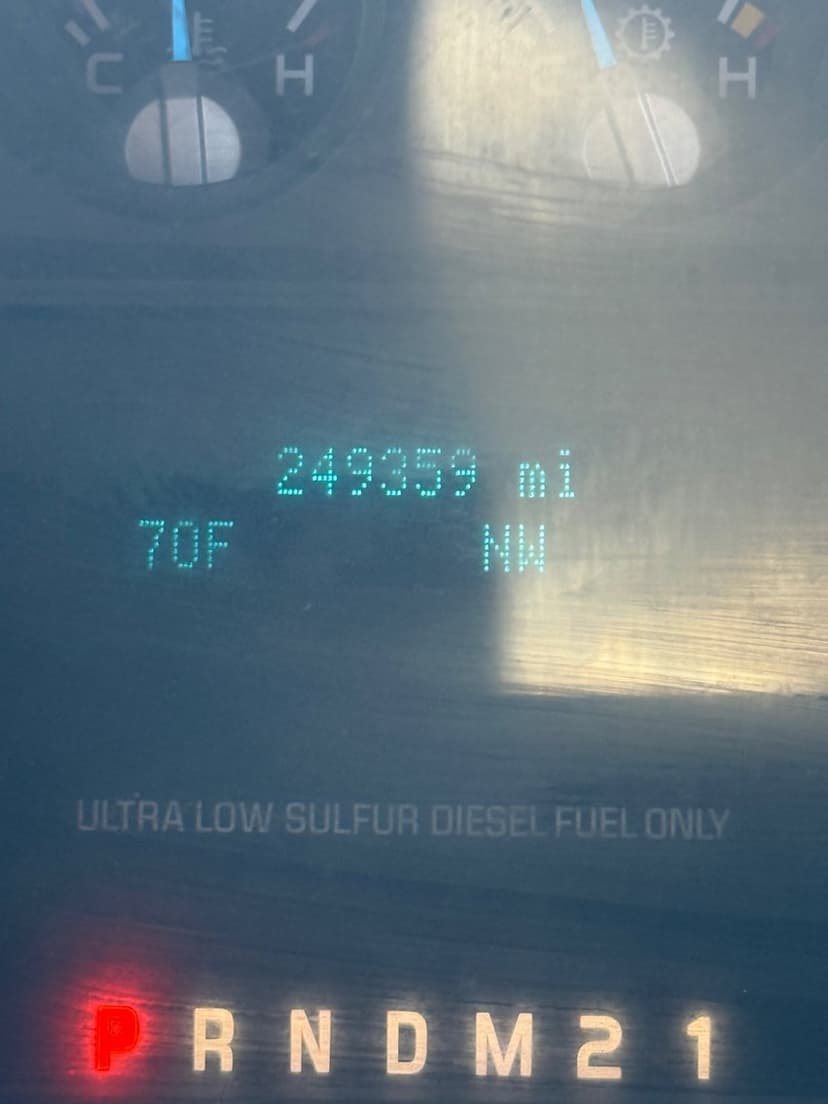 C H C H
249359 mi
70F NW
ULTRA LOW SULFUR DIESEL FUEL ONLY
P R N D M 2 1